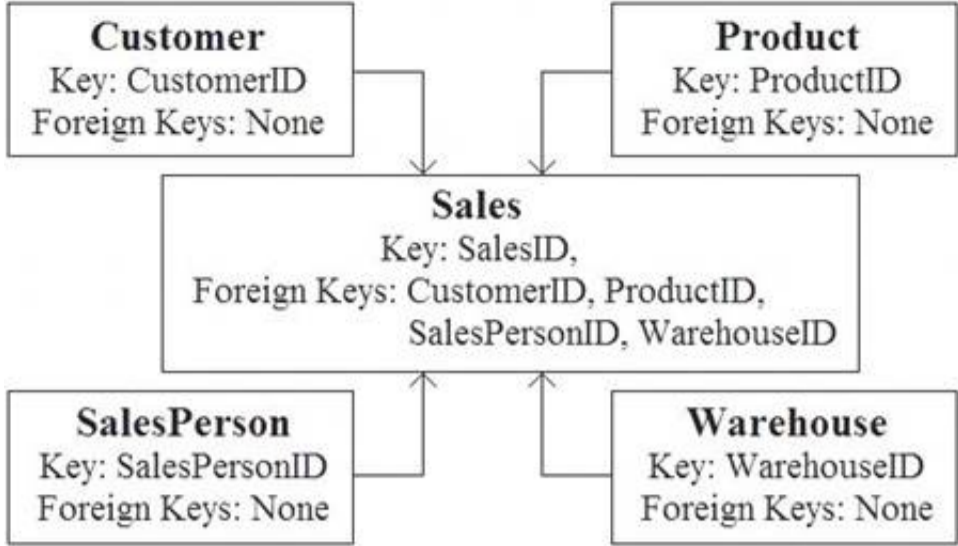 Customer
Key: CustomerID
Foreign Keys: None
Product
Key: ProductID
Foreign Keys: None
Sales
Key: SalesID,
Foreign Keys: CustomerID, ProductID,
SalesPersonID, WarehouseID
SalesPerson
Key: SalesPersonID
Foreign Keys: None
Warehouse
Key: WarehouseID
Foreign Keys: None